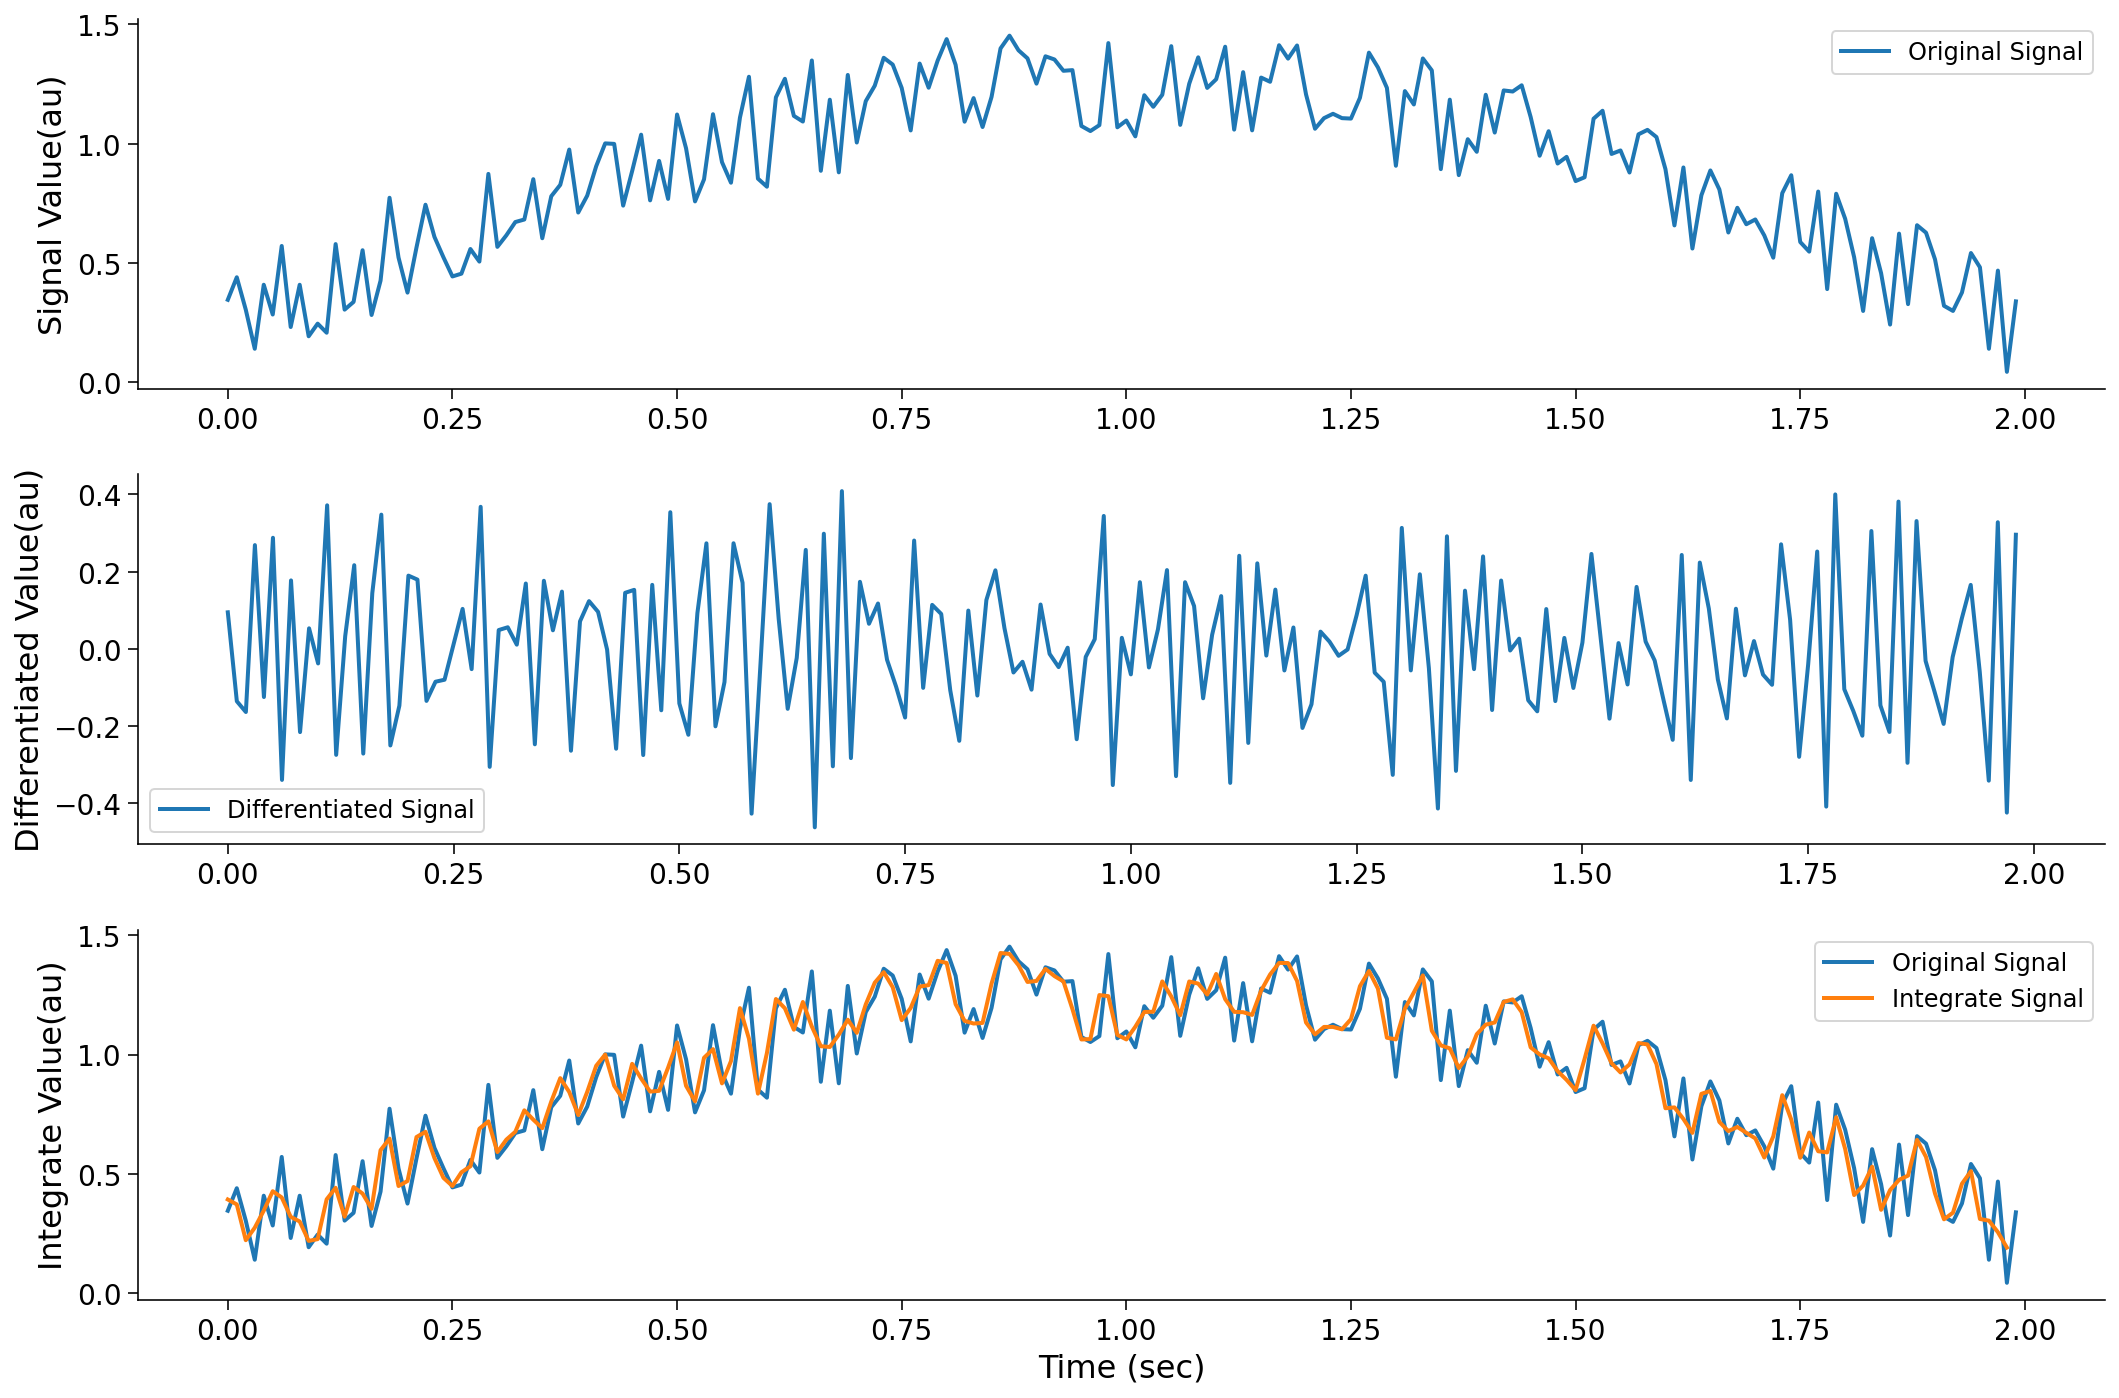 1.5
1.0
0.5
0.0
Signal Value(au)
Original Signal
0.00 0.25 0.50 0.75 1.00 1.25 1.50 1.75 2.00
0.4
0.2
0.0
−0.2
−0.4
Differentiated Value(au)
Differentiated Signal
0.00 0.25 0.50 0.75 1.00 1.25 1.50 1.75 2.00
1.5
1.0
0.5
0.0
Integrate Value(au)
Original Signal
Integrate Signal
0.00 0.25 0.50 0.75 1.00 1.25 1.50 1.75 2.00
Time (sec)